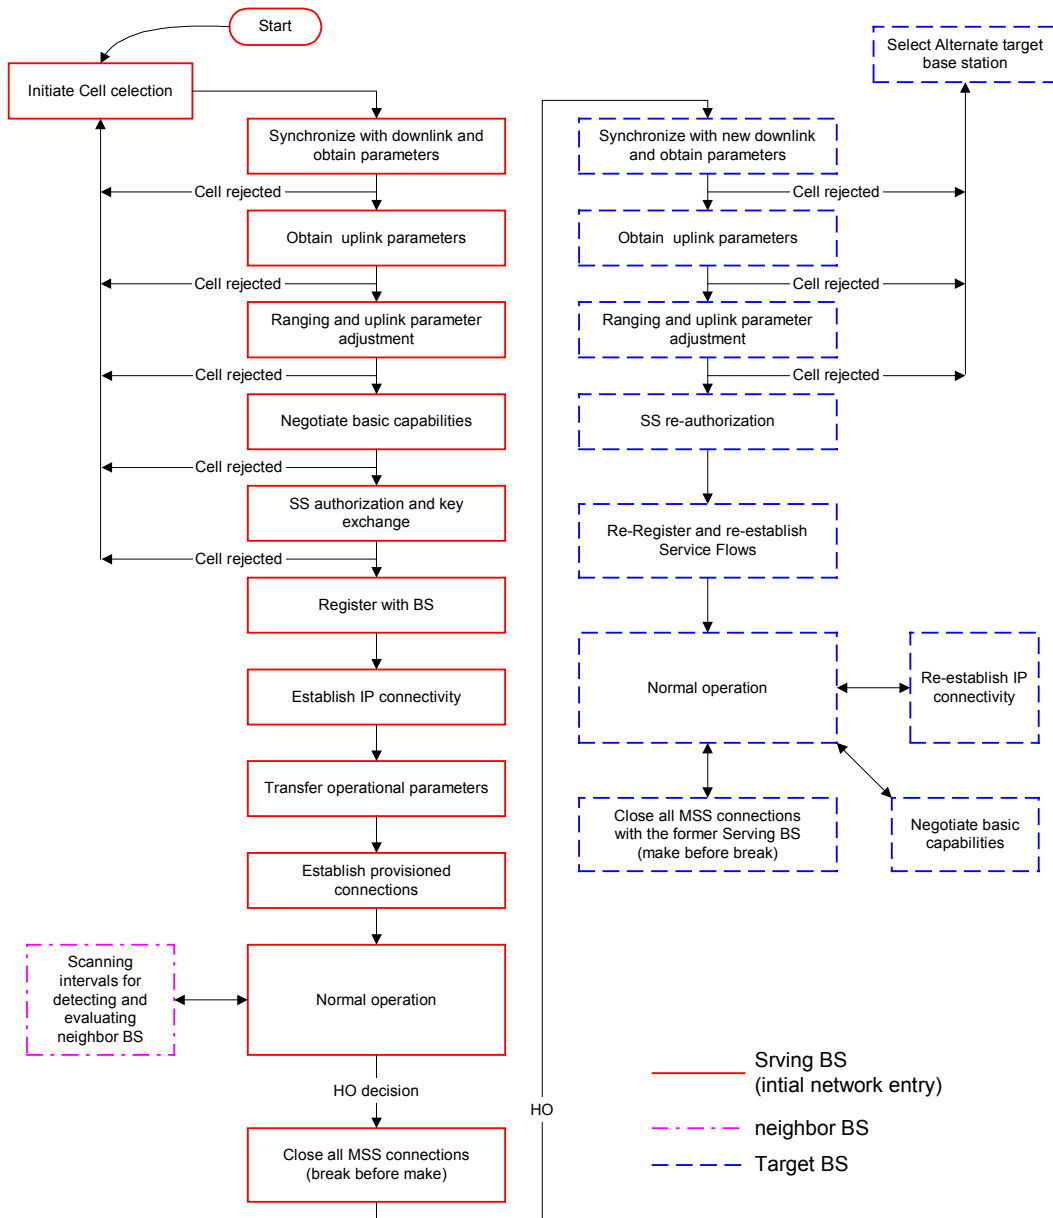 Start
Initiate Cell celection
Synchronize with downlink and
obtain parameters
Cell rejected
Obtain uplink parameters
Cell rejected
Ranging and uplink parameter
adjustment
Cell rejected
Negotiate basic capabilities
Cell rejected
SS authorization and key
exchange
Cell rejected
Register with BS
Establish IP connectivity
Transfer operational parameters
Establish provisioned
connections
Scanning
intervals for
detecting and
evaluating
neighbor BS
Normal operation
HO decision
Close all MSS connections
(break before make)
HO
Select Alternate target
base station
Synchronize with new downlink
and obtain parameters
Cell rejected
Obtain uplink parameters
Cell rejected
Ranging and uplink parameter
adjustment
Cell rejected
SS re-authorization
Re-Register and re-establish
Service Flows
Normal operation
Re-establish IP
connectivity
Close all MSS connections
with the former Serving BS
(make before break)
Negotiate basic
capabilities
Srving BS
(intial network entry)
neighbor BS
Target BS